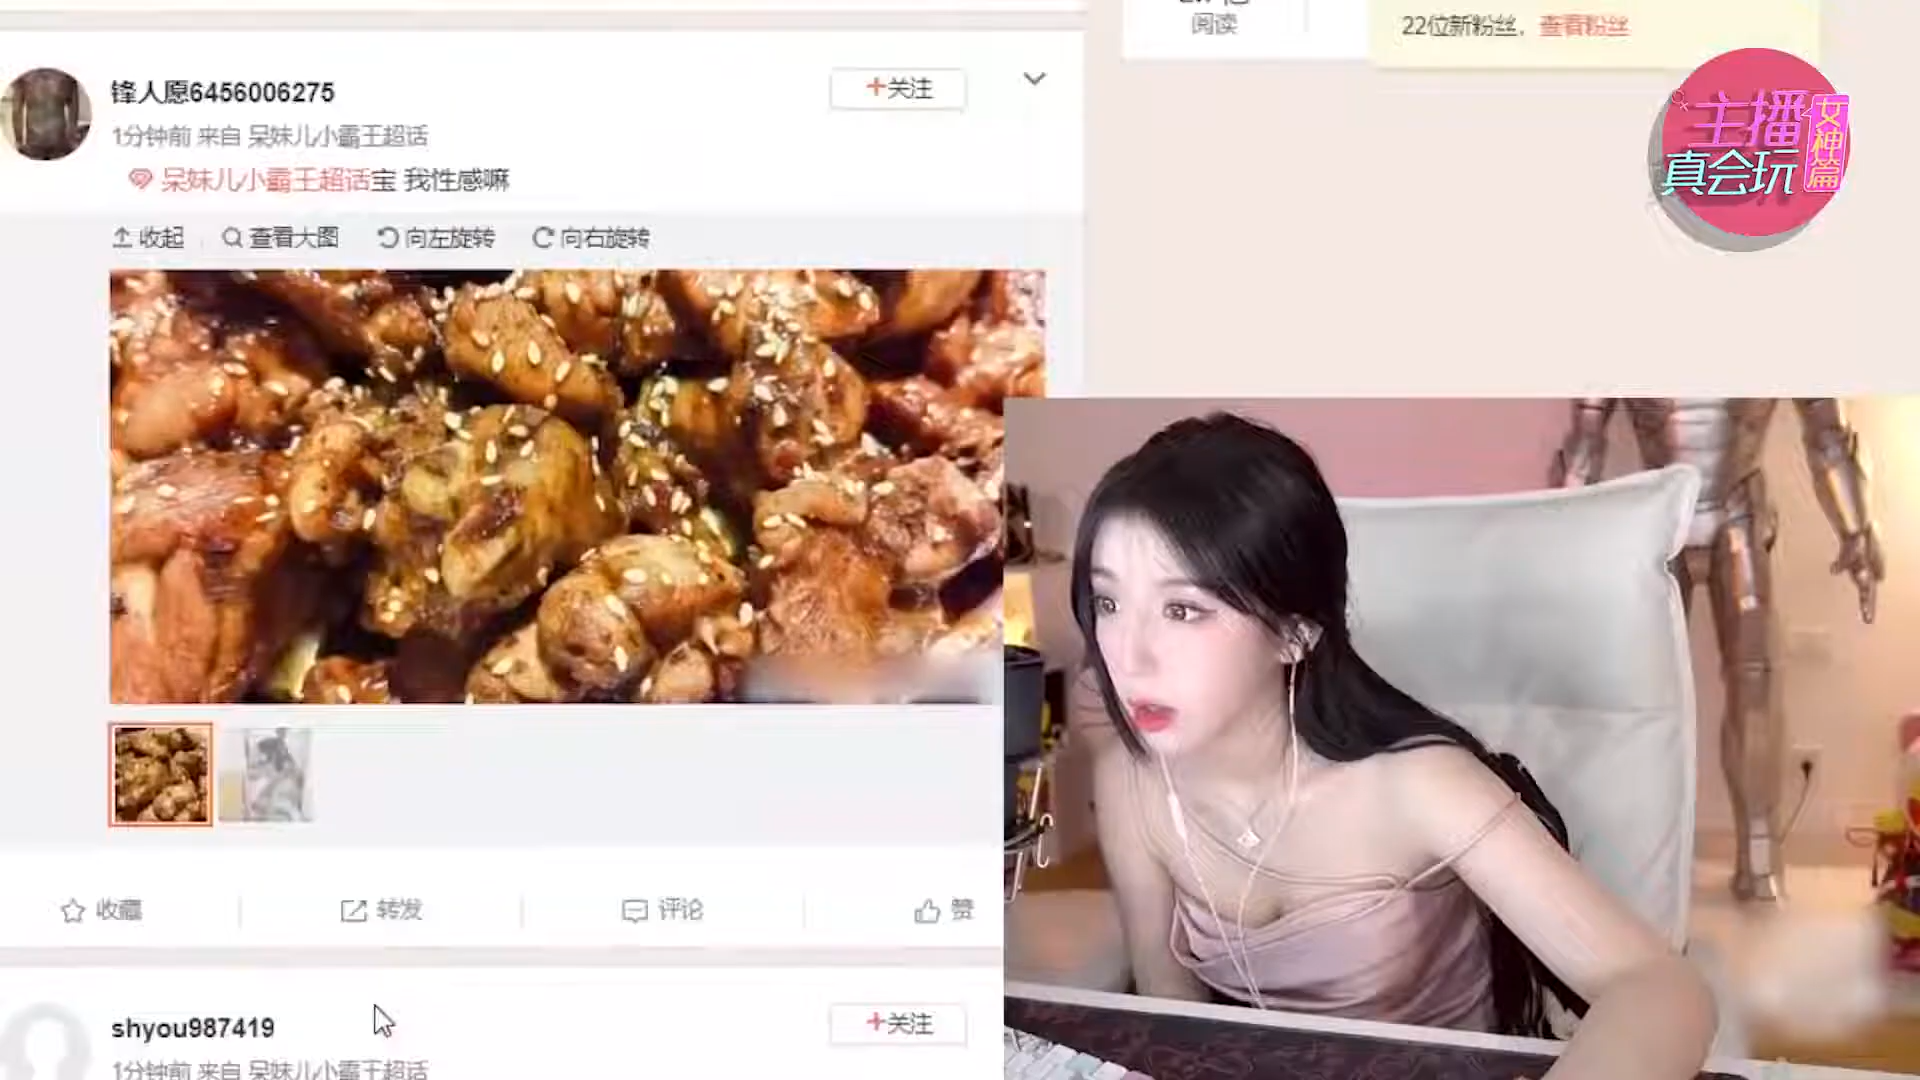 阅读
22位新粉丝，查看粉丝
主播
真会玩
女神篇
锋人愿6456006275
+关注
1分钟前 来自 呆妹儿小霸王超话
呆妹儿小霸王超话宝 我性感嘛
收起 查看大图 向左旋转 向右旋转
收藏 转发 评论 赞
shyou987419
+关注
1分钟前 来自 呆妹儿小霸王超话